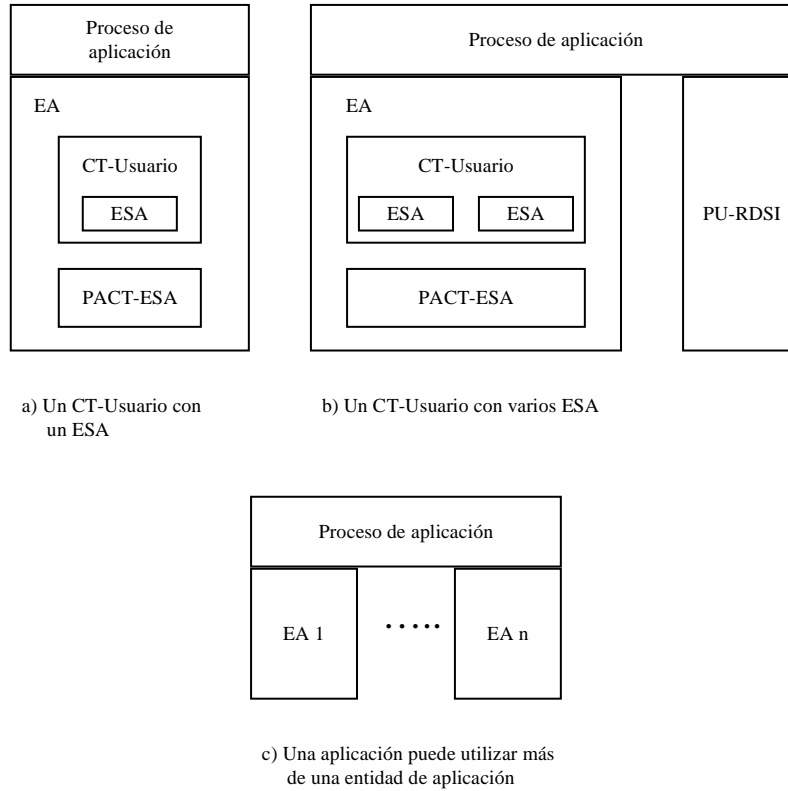 Proceso de
aplicación
EA
CT-Usuario
ESA
PACT-ESA
a) Un CT-Usuario con
un ESA
Proceso de aplicación
EA
CT-Usuario
ESA ESA
PACT-ESA
PU-RDSI
b) Un CT-Usuario con varios ESA
Proceso de aplicación
EA 1 ..... EA n
c) Una aplicación puede utilizar más
de una entidad de aplicación